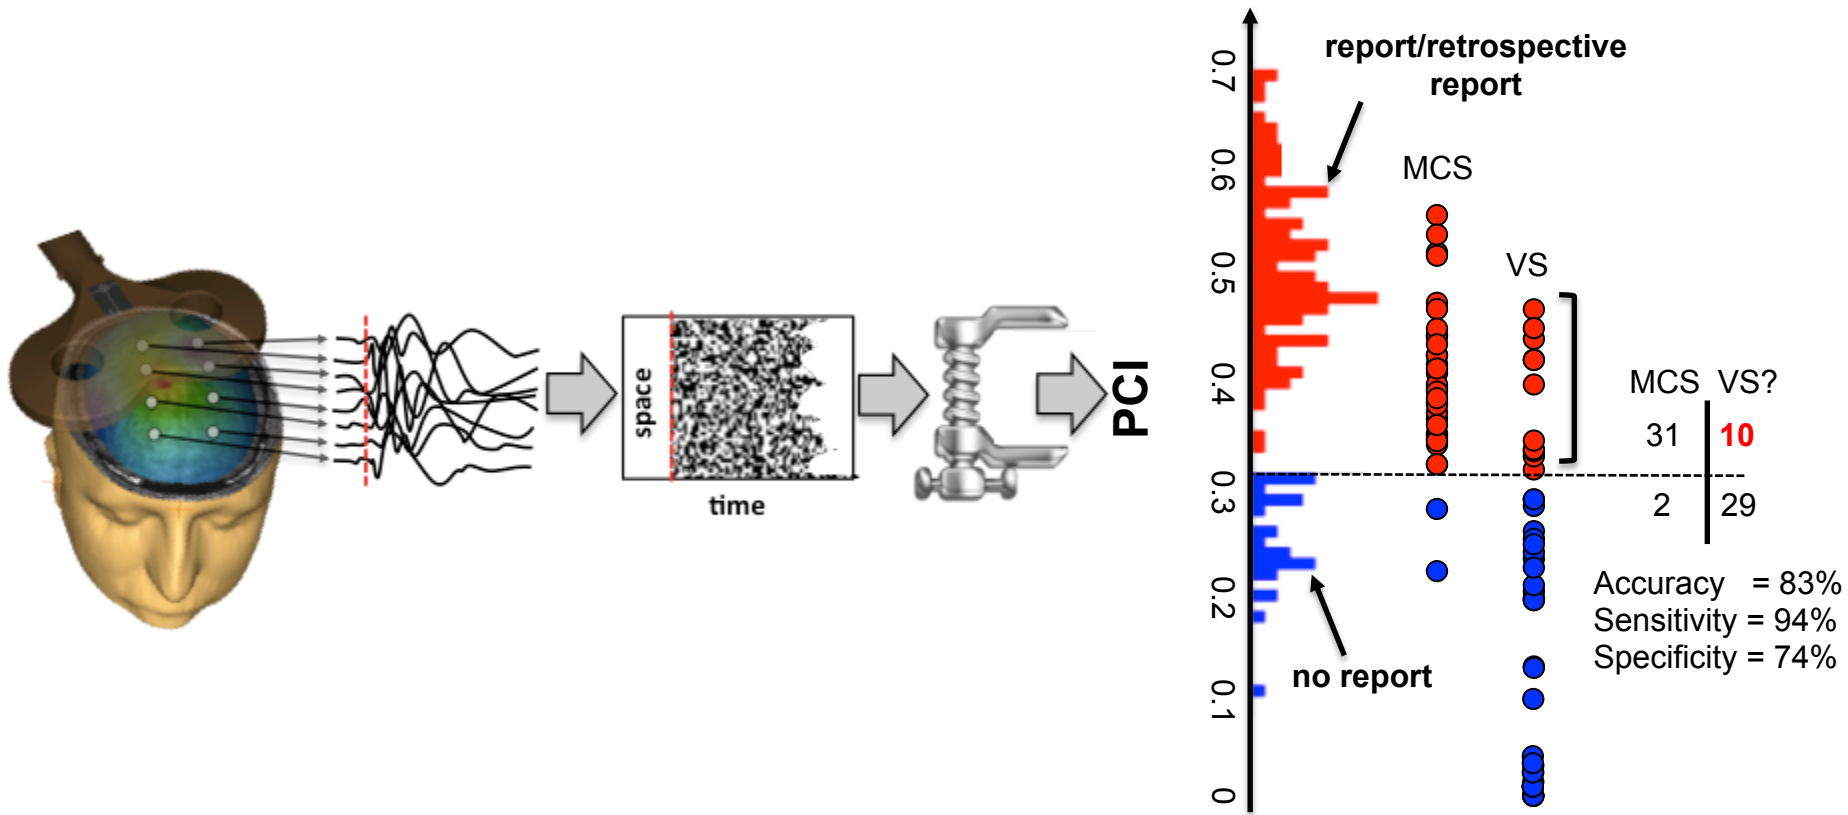 space
time
PCI
0.7
0.6
0.5
0.4
0.3
0.2
0.1
0
report/retrospective
report
MCS
VS
no report
MCS VS?
31 10
2 29
Accuracy = 83%
Sensitivity = 94%
Specificity = 74%